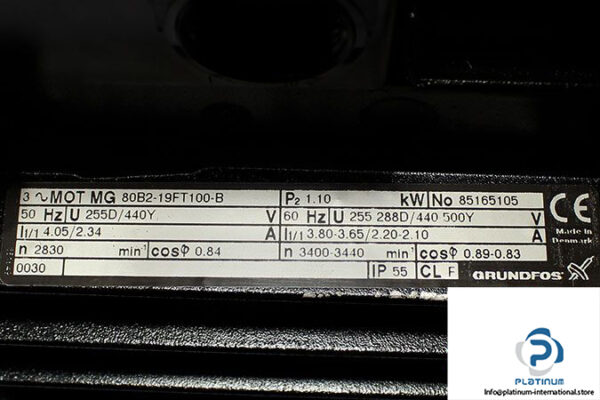 3 ∿ MOT MG 80B2-19FT100-B P2 1.10 kW No 85165105
50 Hz U 255D/440Y V 60 Hz U 255 288D/440 500Y V
I1/1 4.05/2.34 A I1/1 3.80-3.65/2.20-2.10 A
n 2830 min-1 cosφ 0.84 n 3400-3440 min-1 cosφ 0.89-0.83
0030 IP 55 CL F
CE
Made in
Denmark
GRUNDFOS
PLATINUM
INTERNATIONAL
Info@platinum-international.store